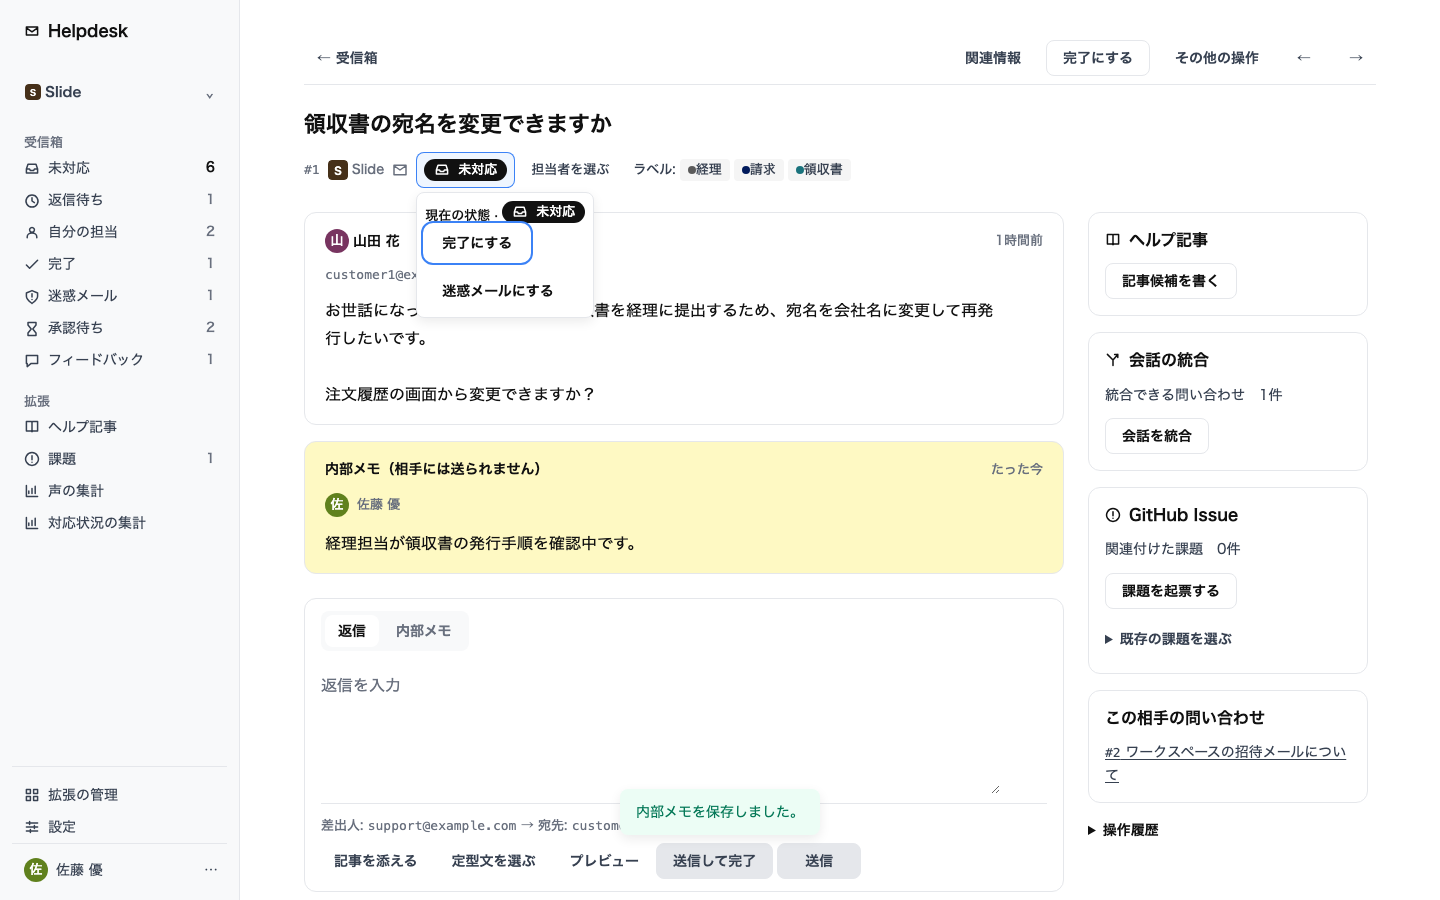 Helpdesk
S Slide
受信箱
未対応 6
返信待ち 1
自分の担当 2
完了 1
迷惑メール 1
承認待ち 2
フィードバック 1
拡張
ヘルプ記事
課題 1
声の集計
対応状況の集計
拡張の管理
設定
佐 佐藤 優 …
← 受信箱
関連情報 完了にする その他の操作 ← →
領収書の宛名を変更できますか
#1 S Slide 未対応 担当者を選ぶ ラベル: 経理 請求 領収書
現在の状態 · 未対応
完了にする
迷惑メールにする
山 山田 花 1時間前
customer1@ex
お世話になっ 書を経理に提出するため、宛名を会社名に変更して再発
行したいです。
注文履歴の画面から変更できますか？
内部メモ（相手には送られません） たった今
佐 佐藤 優
経理担当が領収書の発行手順を確認中です。
返信 内部メモ
返信を入力
差出人: support@example.com → 宛先: custom
内部メモを保存しました。
記事を添える 定型文を選ぶ プレビュー 送信して完了 送信
ヘルプ記事
記事候補を書く
会話の統合
統合できる問い合わせ 1件
会話を統合
GitHub Issue
関連付けた課題 0件
課題を起票する
▶ 既存の課題を選ぶ
この相手の問い合わせ
#2 ワークスペースの招待メールについ
て
▶ 操作履歴